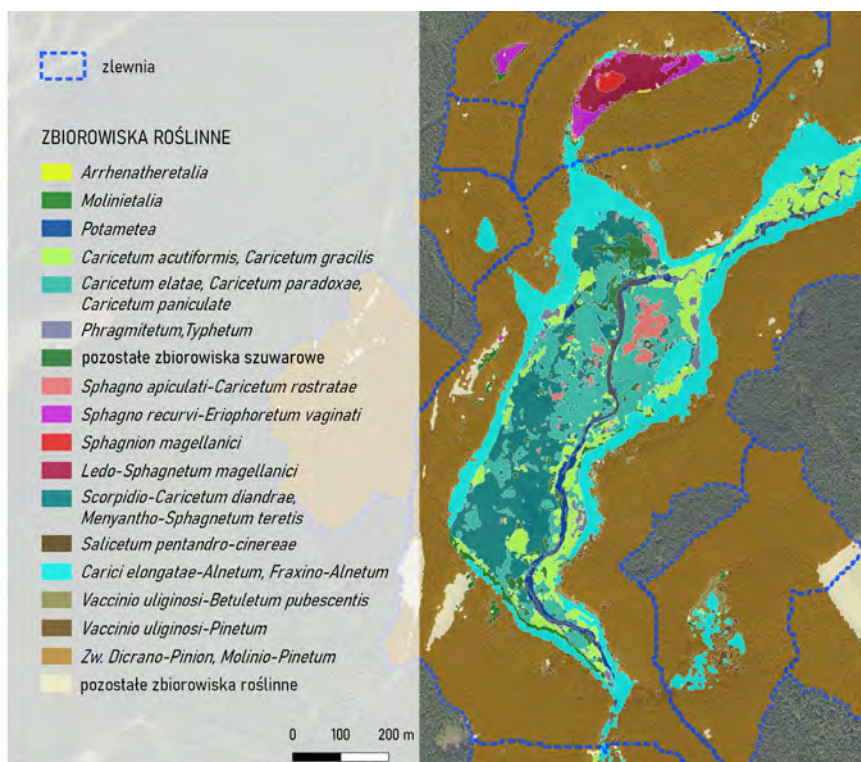 zlewnia
ZBIOROWISKA ROŚLINNE
Arrhenatheretalia
Molinietalia
Potametea
Caricetum acutiformis, Caricetum gracilis
Caricetum elatae, Caricetum paradoxae,
Caricetum paniculate
Phragmitetum,Typhetum
pozostałe zbiorowiska szuwarowe
Sphagno apiculati-Caricetum rostratae
Sphagno recurvi-Eriophoretum vaginati
Sphagnion magellanici
Ledo-Sphagnetum magellanici
Scorpidio-Caricetum diandrae,
Menyantho-Sphagnetum teretis
Salicetum pentandro-cinereae
Carici elongatae-Alnetum, Fraxino-Alnetum
Vaccinio uliginosi-Betuletum pubescentis
Vaccinio uliginosi-Pinetum
Zw. Dicrano-Pinion, Molinio-Pinetum
pozostałe zbiorowiska roślinne
0 100 200 m